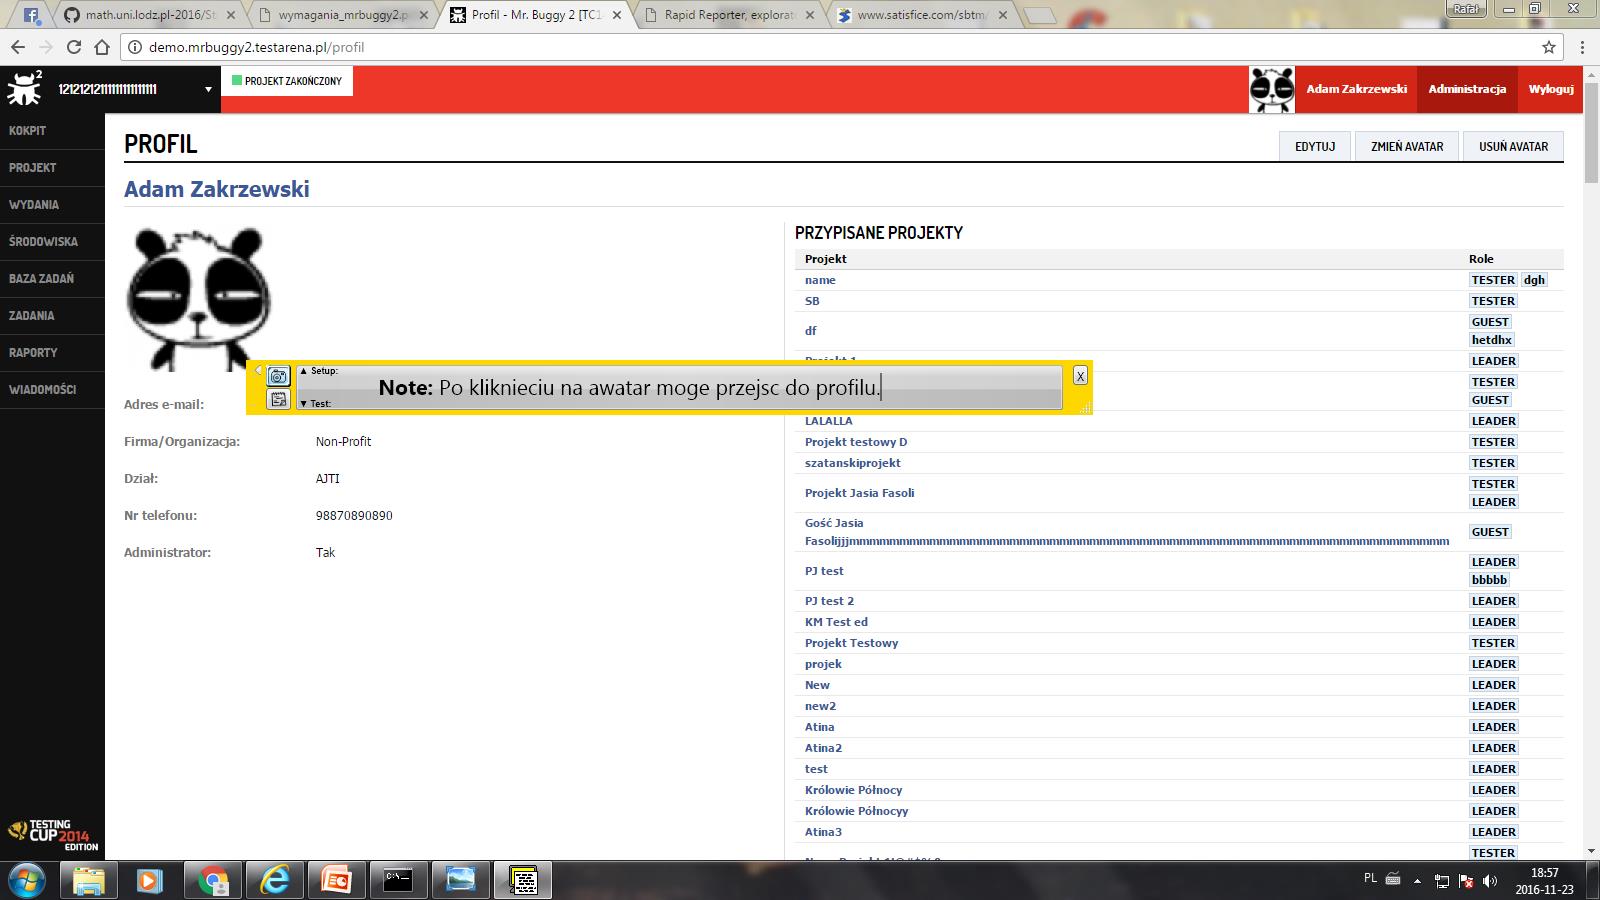 math.uni.lodz.pl-2016/St
wymagania_mrbuggy2.p
Profil - Mr. Buggy 2 [TC1
Rapid Reporter, explorat
www.satisfice.com/sbtm/
Rafał
demo.mrbuggy2.testarena.pl/profil
2
PROJEKT ZAKOŃCZONY
Adam Zakrzewski
Administracja
Wyloguj
KOKPIT
PROJEKT
WYDANIA
ŚRODOWISKA
BAZA ZADAŃ
ZADANIA
RAPORTY
WIADOMOŚCI
TESTING
CUP 2014
EDITION
PROFIL
EDYTUJ
ZMIEŃ AVATAR
USUŃ AVATAR
Adam Zakrzewski
Setup:
Note: Po kliknieciu na awatar moge przejsc do profilu.
Test:
X
Adres e-mail:
Firma/Organizacja: Non-Profit
Dział: AJTI
Nr telefonu: 98870890890
Administrator: Tak
PRZYPISANE PROJEKTY
Projekt Role
name TESTER dgh
SB TESTER
df GUEST
hetdhx
Projekt 1 LEADER
TESTER
GUEST
LALALLA LEADER
Projekt testowy D TESTER
szatanskiprojekt TESTER
Projekt Jasia Fasoli TESTER
LEADER
Gość Jasia
GUEST
PJ test LEADER
bbbbb
PJ test 2 LEADER
KM Test ed LEADER
Projekt Testowy TESTER
projek LEADER
New LEADER
new2 LEADER
Atina LEADER
Atina2 LEADER
test LEADER
Królowie Północy LEADER
Królowie Północyy LEADER
Atina3 LEADER
TESTER
PL
18:57
2016-11-23